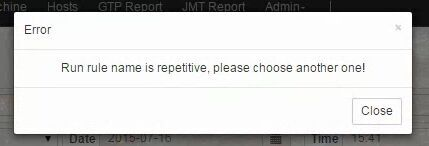 chine Hosts GTP Report JMT Report Admin-
Error ×
Run rule name is repetitive, please choose another one!
Close
Date 2015-07-16 Time 15:41